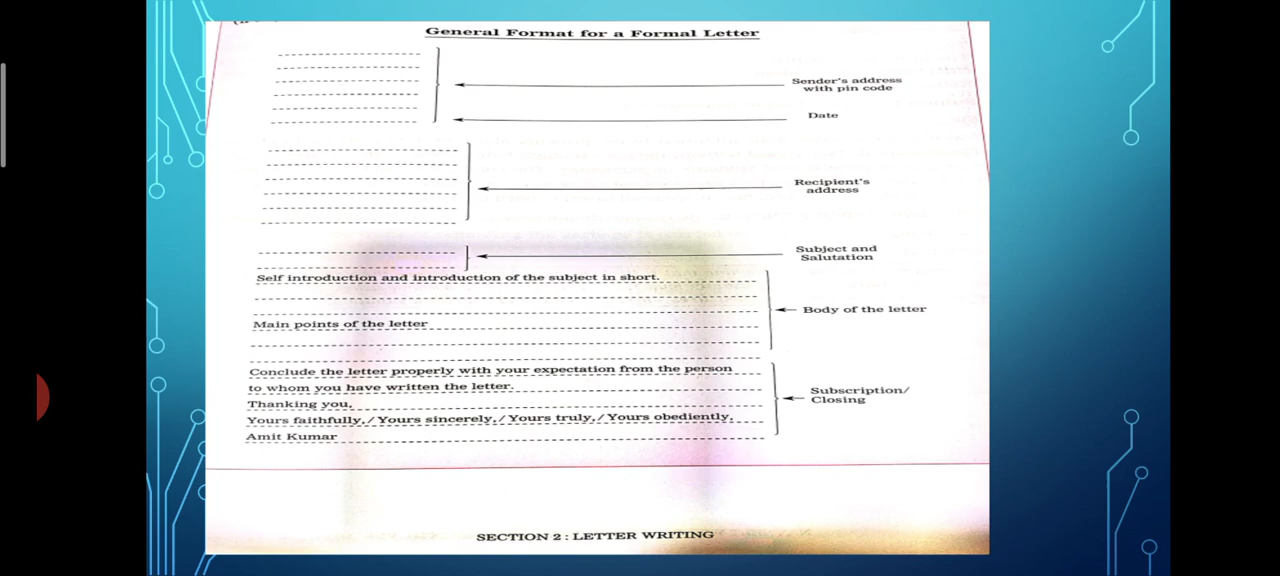 General Format for a Formal Letter
Sender's address
with pin code
Date
Recipient's
address
Subject and
Salutation
Self introduction and introduction of the subject in short.
Body of the letter
Main points of the letter
Conclude the letter properly with your expectation from the person
to whom you have written the letter.
Subscription/
Closing
Thanking you,
Yours faithfully,/Yours sincerely,/Yours truly,/Yours obediently,
Amit Kumar
SECTION 2 : LETTER WRITING